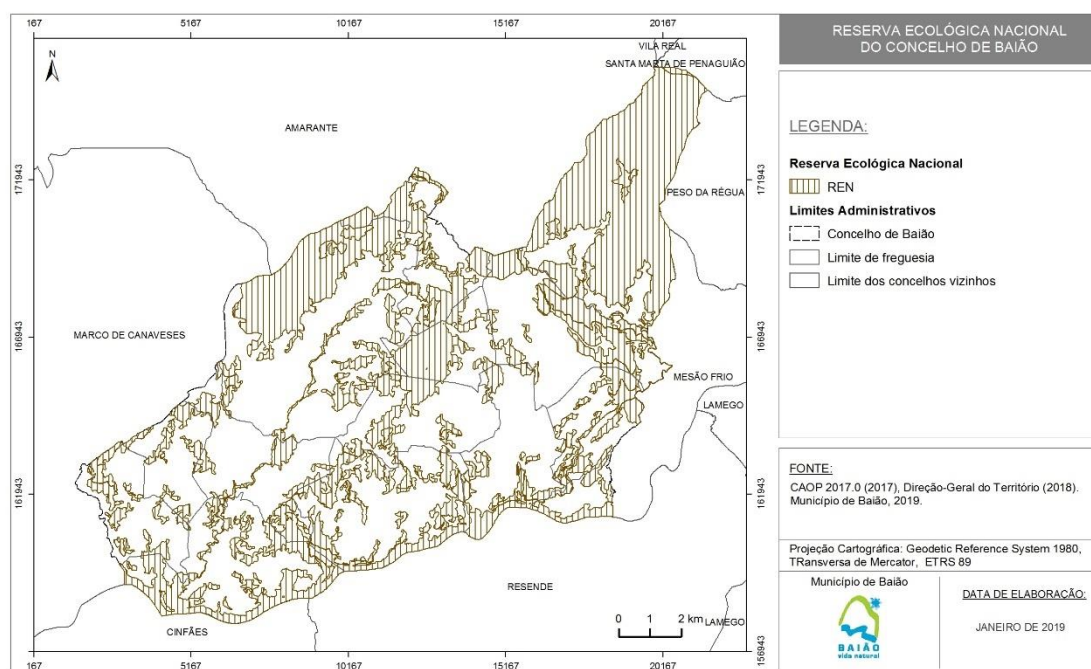 167
5167
10167
15167
20167
RESERVA ECOLÓGICA NACIONAL
DO CONCELHO DE BAIÃO
N
VILA REAL
SANTA MARTA DE PENAGUIÃO
AMARANTE
171943
171943
PESO DA RÉGUA
MARCO DE CANAVESES
166943
166943
MESÃO FRIO
LAMEGO
161943
161943
RESENDE
CINFÃES
LAMEGO
0 1 2 km
156943
167
5167
10167
15167
20167
LEGENDA:
Reserva Ecológica Nacional
REN
Limites Administrativos
Concelho de Baião
Limite de freguesia
Limite dos concelhos vizinhos
FONTE:
CAOP 2017.0 (2017), Direção-Geral do Território (2018).
Município de Baião, 2019.
Projeção Cartográfica: Geodetic Reference System 1980,
TRansversa de Mercator, ETRS 89
Município de Baião
BAIÃO
vida natural
DATA DE ELABORAÇÃO:
JANEIRO DE 2019